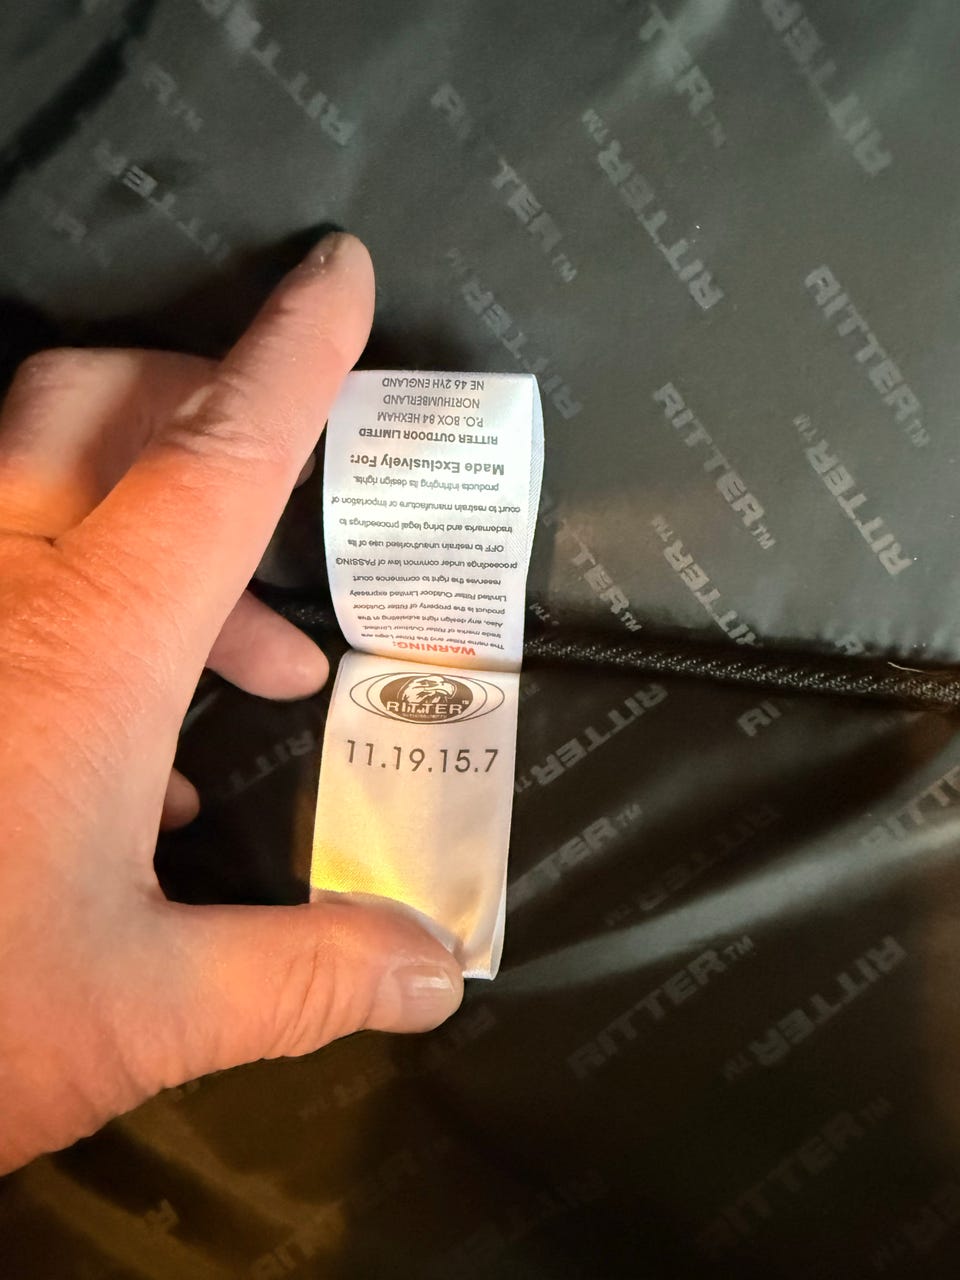 RITTER™
11.19.15.7
WARNING:
The name Ritter and the Ritter Logo are
trade marks of Ritter Outdoor Limited.
Also, any design right subsisting in this
product is the property of Ritter Outdoor
Limited Ritter Outdoor Limited expressly
reserves the right to commence court
proceedings under common law of PASSING
OFF to restrain unauthorised use of its
trademarks and bring legal proceedings to
court to restrain manufacture or importation of
products infringing its design rights.
Made Exclusively For:
RITTER OUTDOOR LIMITED
P.O. BOX 84 HEXHAM
NORTHUMBERLAND
NE 46 2YH ENGLAND
RITTER™
RITTER™
RITTER™
RITTER™
RITTER™
RITTER™
RITTER™
RITTER™